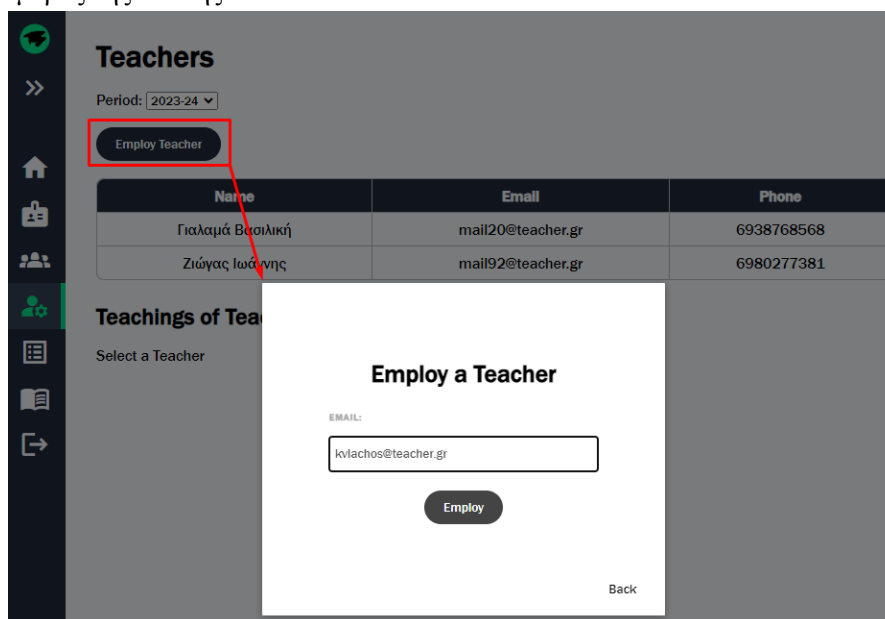 Teachers
Period: 2023-24
Employ Teacher
Name Email Phone
Γιαλαμά Βασιλική mail20@teacher.gr 6938768568
Ζιώγας Ιωάννης mail92@teacher.gr 6980277381
Teachings of
Select a Teacher
Employ a Teacher
EMAIL:
kvlachos@teacher.gr
Employ
Back